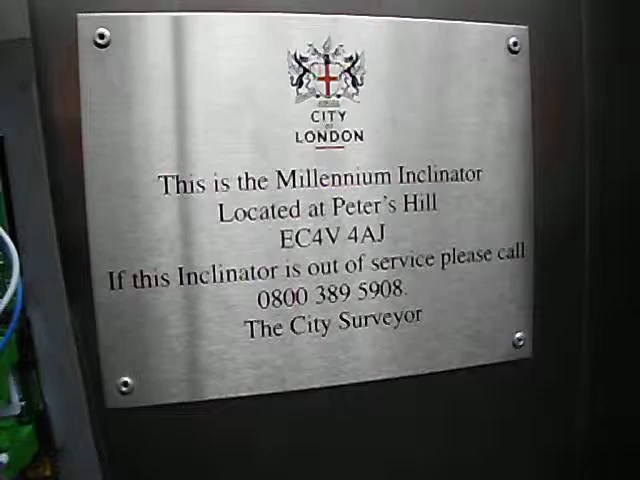 CITY
OF
LONDON
This is the Millennium Inclinator
Located at Peter's Hill
EC4V 4AJ
If this Inclinator is out of service please call
0800 389 5908.
The City Surveyor